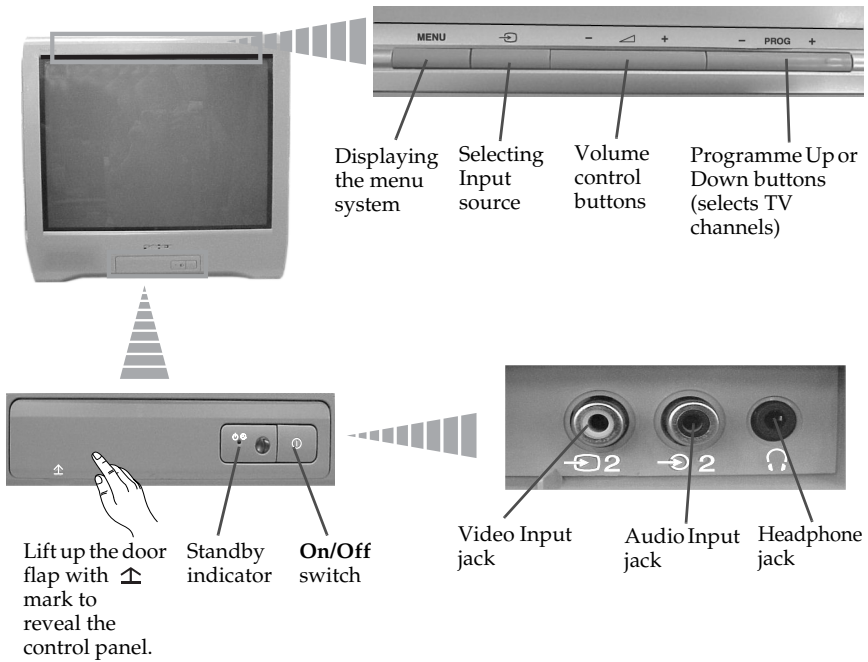 MENU
- +
- PROG +
Displaying
the menu
system
Selecting
Input
source
Volume
control
buttons
Programme Up or
Down buttons
(selects TV
channels)
2
2
Lift up the door
flap with
mark to
reveal the
control panel.
Standby
indicator
On/Off
switch
Video Input
jack
Audio Input
jack
Headphone
jack